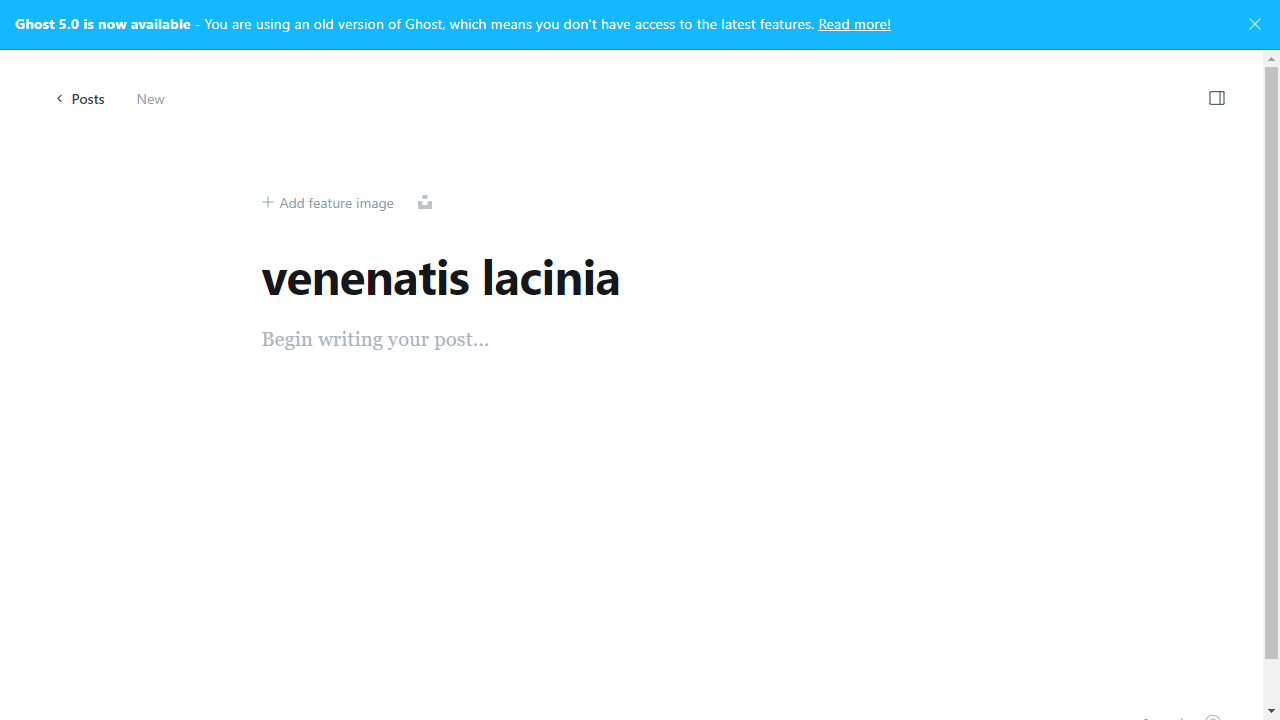 Ghost 5.0 is now available - You are using an old version of Ghost, which means you don't have access to the latest features. Read more!
Posts New
Add feature image
venenatis lacinia
Begin writing your post...